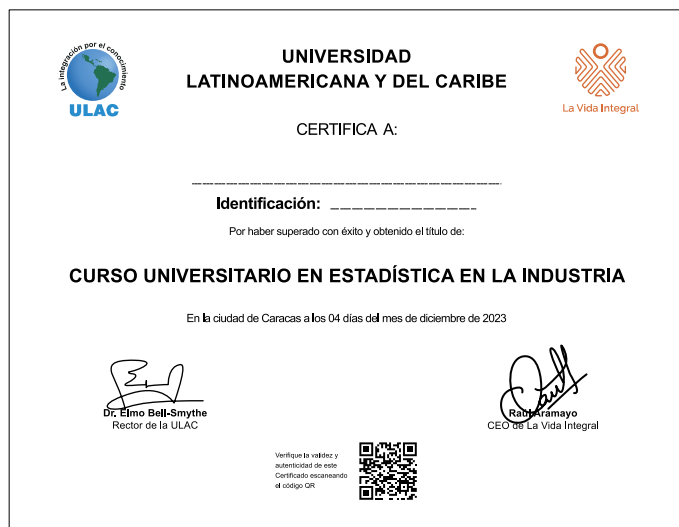 La integración por el conocimiento
ULAC
UNIVERSIDAD
LATINOAMERICANA Y DEL CARIBE
La Vida Integral
CERTIFICA A:
Identificación:
Por haber superado con éxito y obtenido el título de:
CURSO UNIVERSITARIO EN ESTADÍSTICA EN LA INDUSTRIA
En la ciudad de Caracas a los 04 días del mes de diciembre de 2023
Dr. Elmo Bell-Smythe
Rector de la ULAC
Raúl Aramayo
CEO de La Vida Integral
Verifique la validez y
autenticidad de este
Certificado escaneando
el código QR